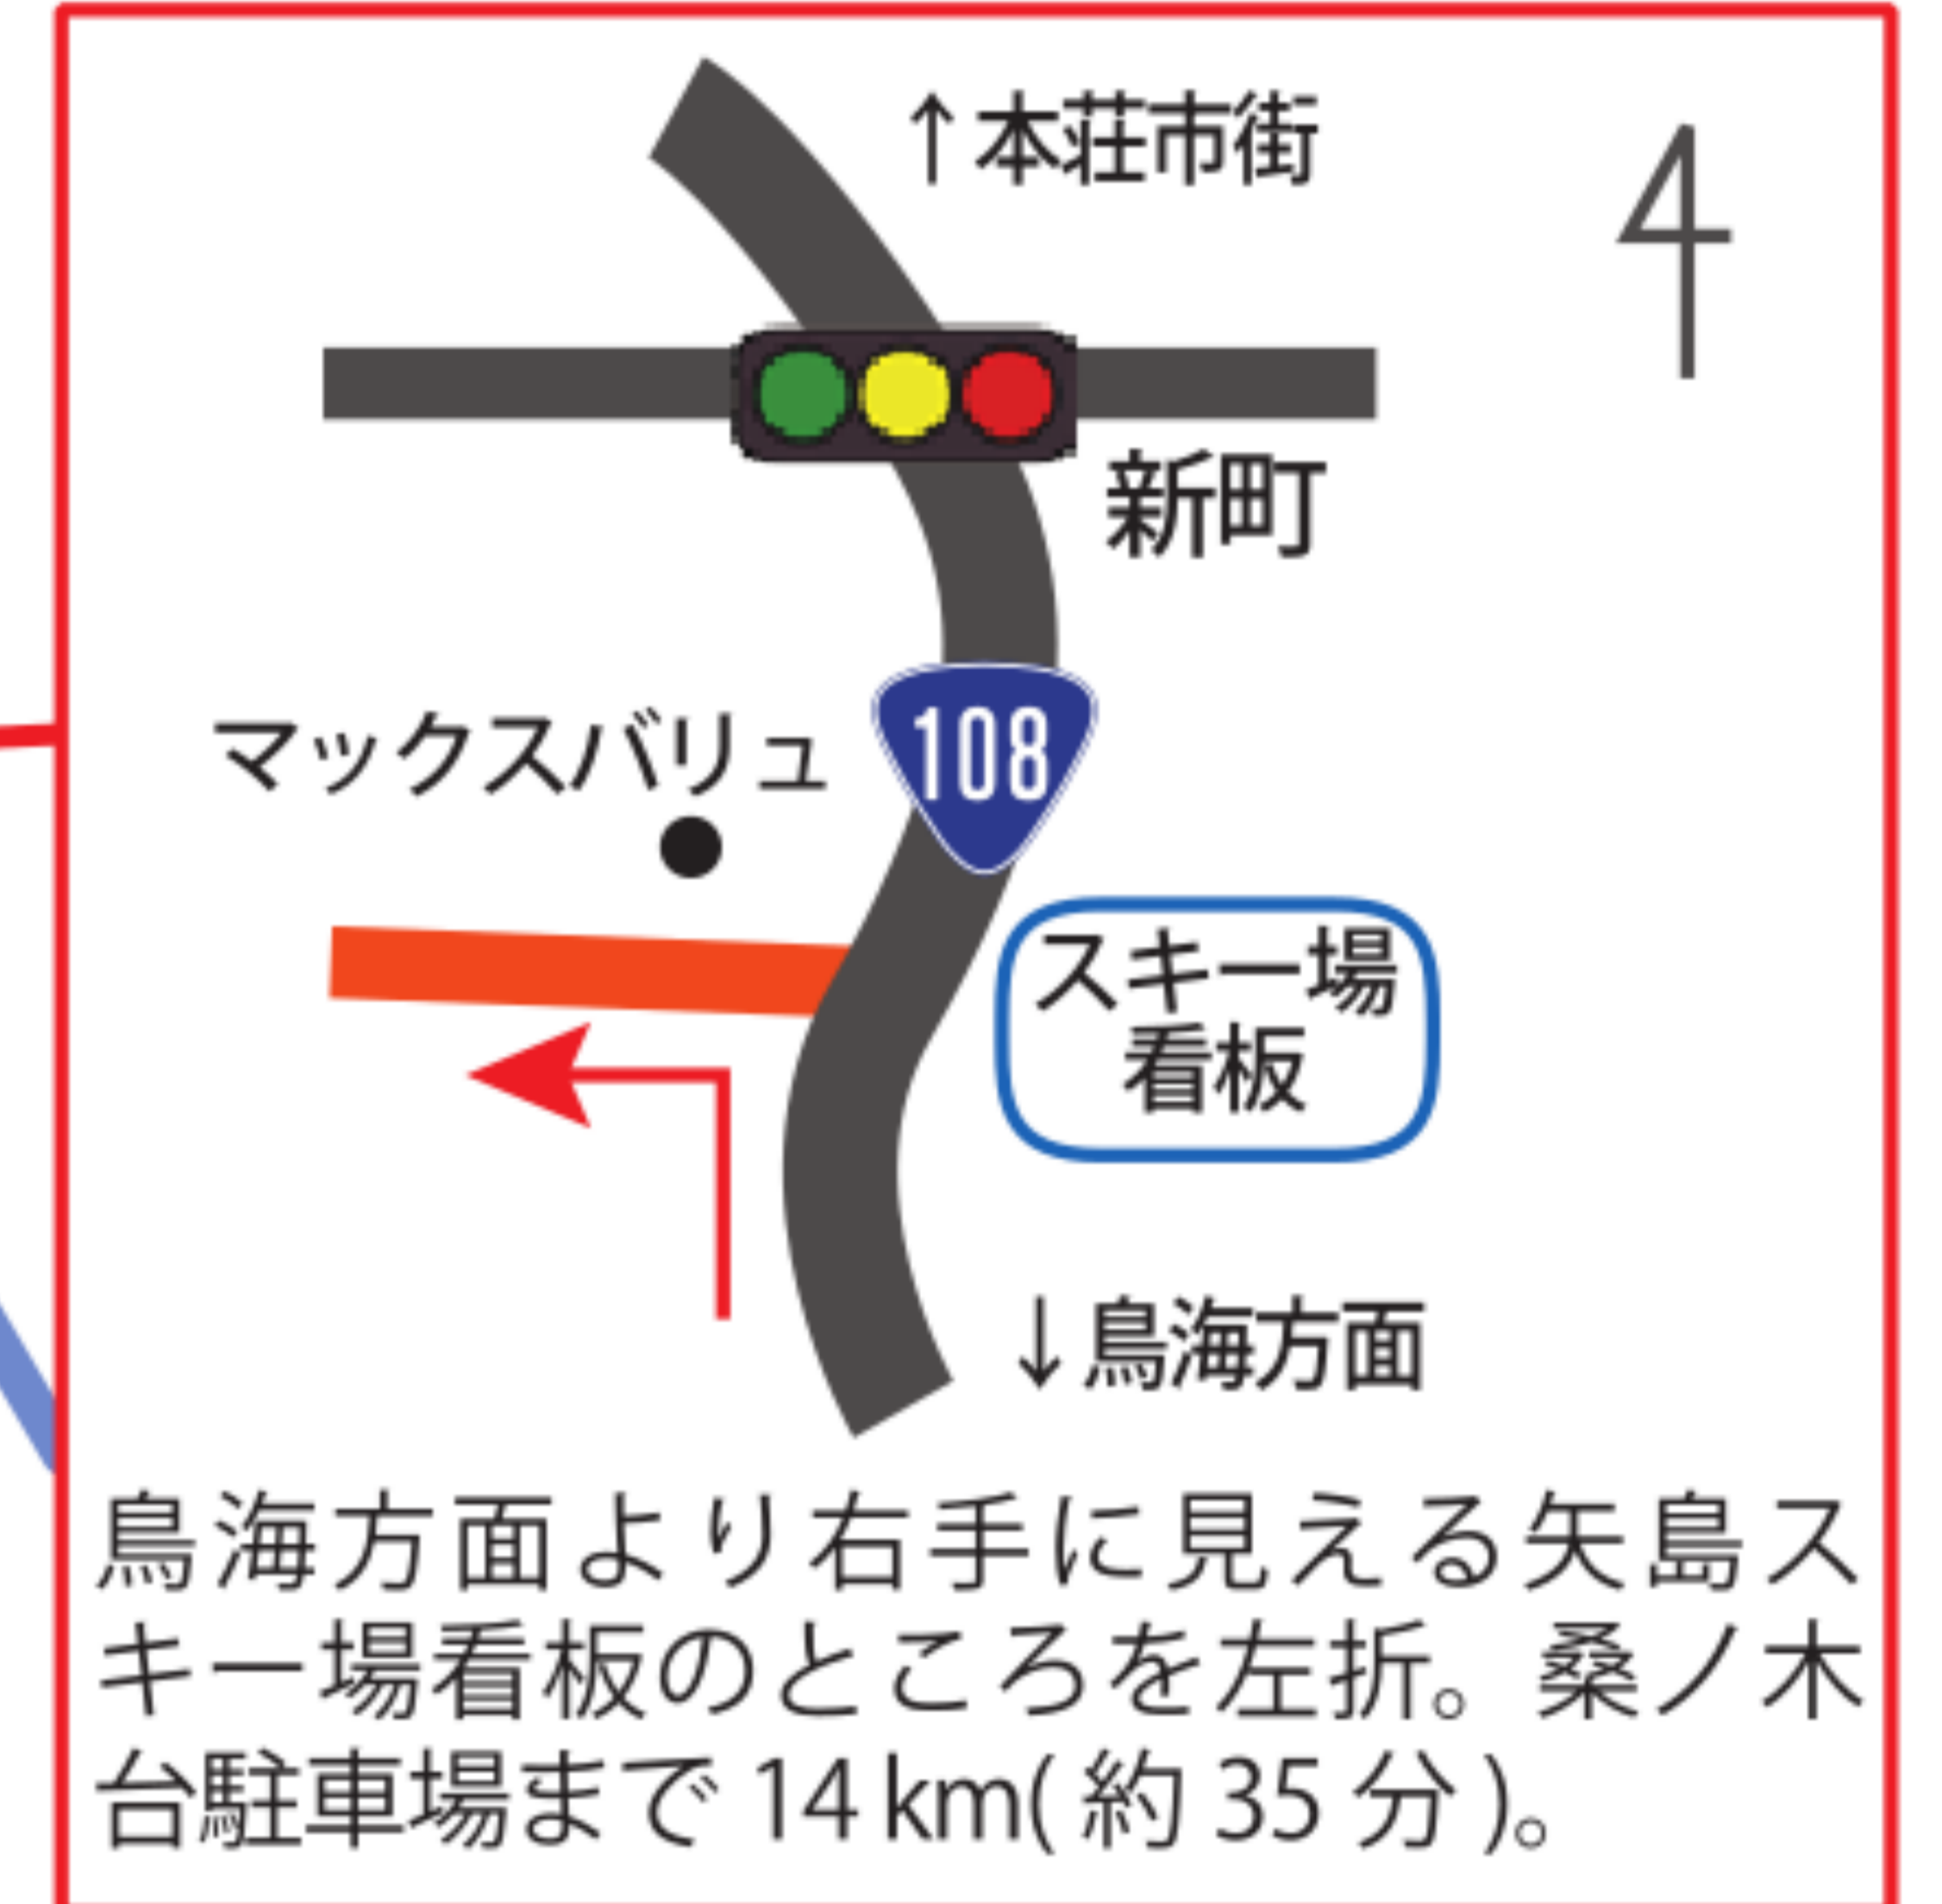 ↑本荘市街
新町
マックスバリュ
108
スキー場
看板
↓鳥海方面
鳥海方面より右手に見える矢島ス
キー場看板のところを左折。桑ノ木
台駐車場まで 14 km( 約 35 分 )。